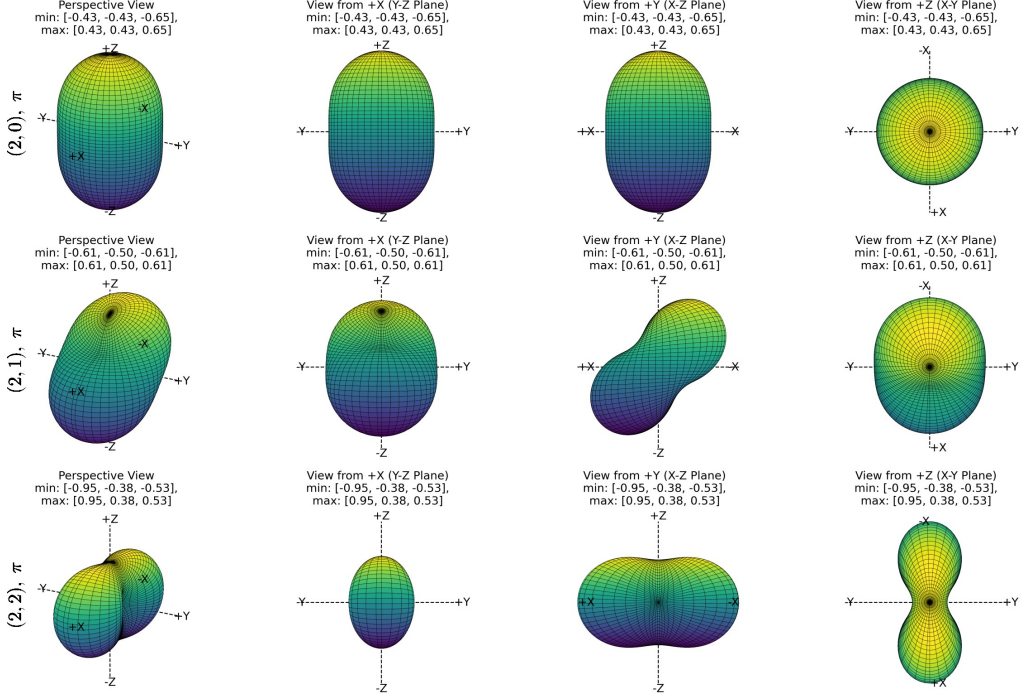 Perspective View
min: [-0.43, -0.43, -0.65],
max: [0.43, 0.43, 0.65]
View from +X (Y-Z Plane)
min: [-0.43, -0.43, -0.65],
max: [0.43, 0.43, 0.65]
View from +Y (X-Z Plane)
min: [-0.43, -0.43, -0.65],
max: [0.43, 0.43, 0.65]
View from +Z (X-Y Plane)
min: [-0.43, -0.43, -0.65],
max: [0.43, 0.43, 0.65]
(2, 0), π
+Z
-Y
-X
+X
+Y
-Z
+Z
-Y
+Y
-Z
+Z
+X
-X
-Z
-X
-Y
+Y
+X
Perspective View
min: [-0.61, -0.50, -0.61],
max: [0.61, 0.50, 0.61]
View from +X (Y-Z Plane)
min: [-0.61, -0.50, -0.61],
max: [0.61, 0.50, 0.61]
View from +Y (X-Z Plane)
min: [-0.61, -0.50, -0.61],
max: [0.61, 0.50, 0.61]
View from +Z (X-Y Plane)
min: [-0.61, -0.50, -0.61],
max: [0.61, 0.50, 0.61]
(2, 1), π
+Z
-Y
-X
+X
+Y
-Z
+Z
-Y
+Y
-Z
+Z
+X
-X
-Z
-X
-Y
+Y
+X
Perspective View
min: [-0.95, -0.38, -0.53],
max: [0.95, 0.38, 0.53]
View from +X (Y-Z Plane)
min: [-0.95, -0.38, -0.53],
max: [0.95, 0.38, 0.53]
View from +Y (X-Z Plane)
min: [-0.95, -0.38, -0.53],
max: [0.95, 0.38, 0.53]
View from +Z (X-Y Plane)
min: [-0.95, -0.38, -0.53],
max: [0.95, 0.38, 0.53]
(2, 2), π
+Z
-Y
-X
+X
+Y
-Z
+Z
-Y
+Y
-Z
+Z
+X
-X
-Z
-X
-Y
+Y
+X